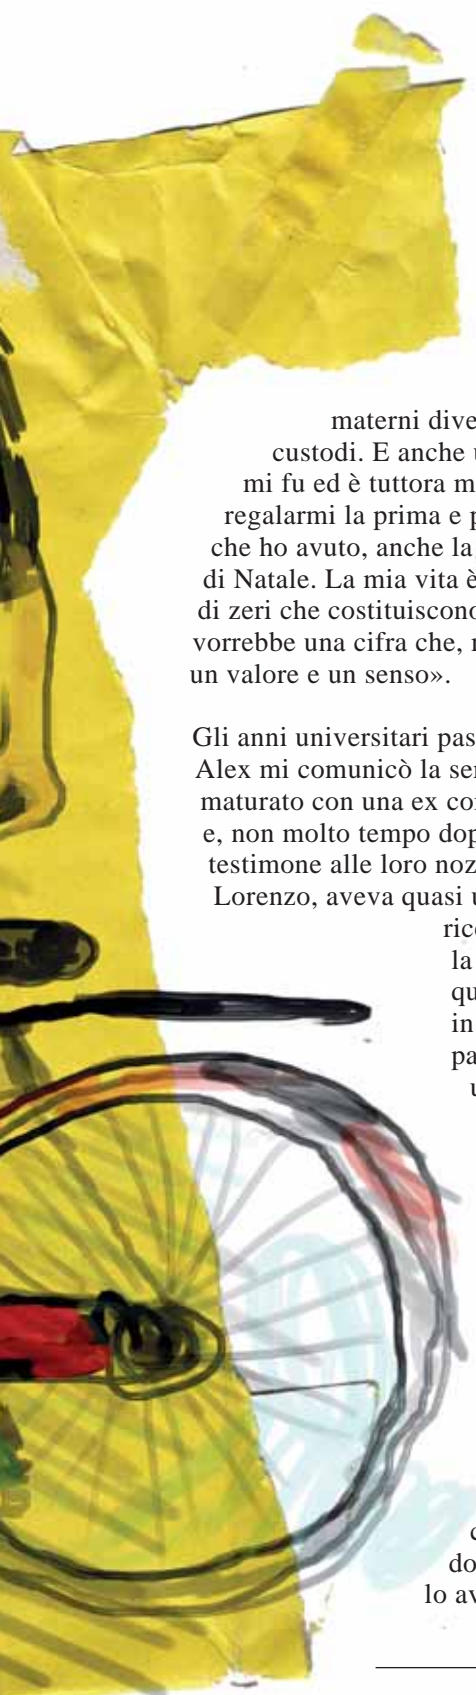 materni dive
custodi. E anche
mi fu ed è tuttora m
regalarmi la prima e p
che ho avuto, anche la
di Natale. La mia vita è
di zeri che costituiscono
vorrebbe una cifra che,
un valore e un senso».
Gli anni universitari pas
Alex mi comunicò la se
maturato con una ex co
e, non molto tempo dop
testimone alle loro noz
Lorenzo, aveva quasi
ric
la
qu
in
pa
u
c
do
lo av